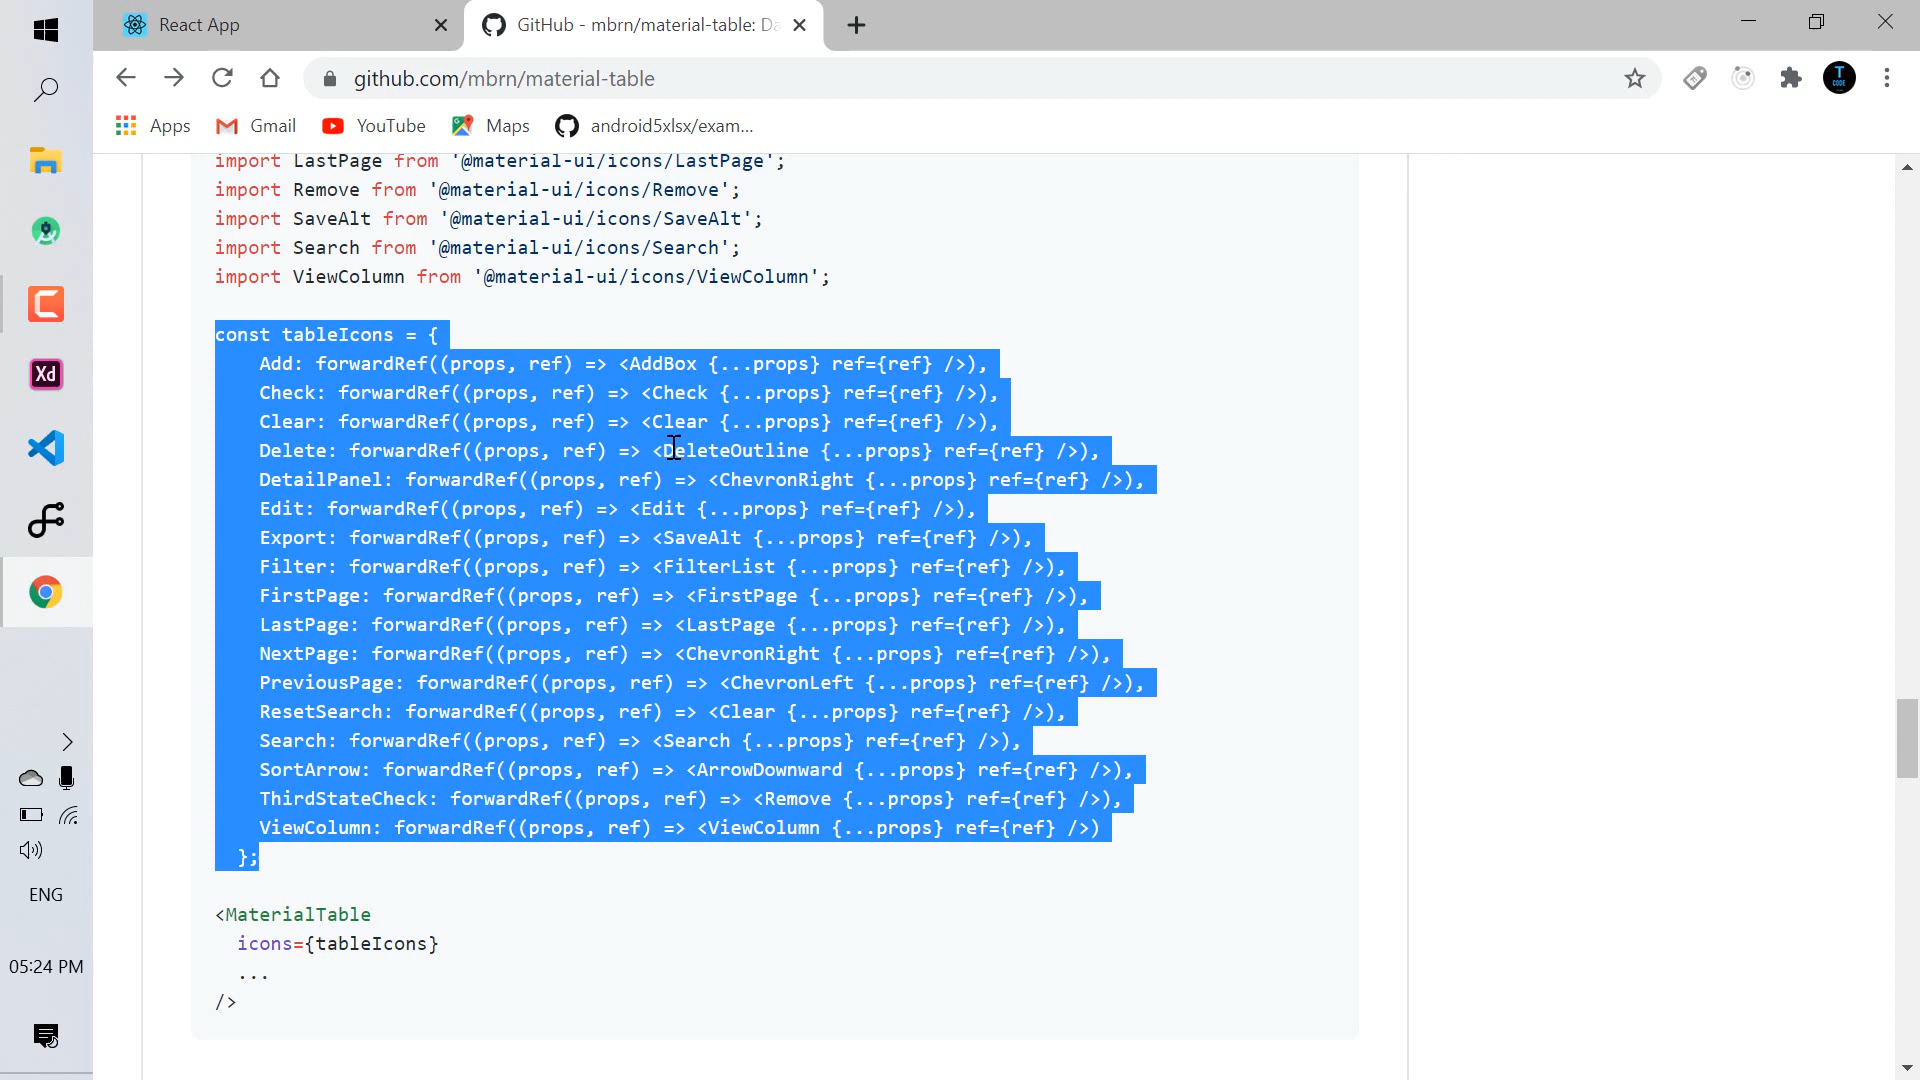 React App
GitHub - mbrn/material-table: Da
github.com/mbrn/material-table
Apps
Gmail
YouTube
Maps
android5xlsx/exam...
import LastPage from '@material-ui/icons/LastPage';
import Remove from '@material-ui/icons/Remove';
import SaveAlt from '@material-ui/icons/SaveAlt';
import Search from '@material-ui/icons/Search';
import ViewColumn from '@material-ui/icons/ViewColumn';
const tableIcons = {
Add: forwardRef((props, ref) => <AddBox {...props} ref={ref} />),
Check: forwardRef((props, ref) => <Check {...props} ref={ref} />),
Clear: forwardRef((props, ref) => <Clear {...props} ref={ref} />),
Delete: forwardRef((props, ref) => <DeleteOutline {...props} ref={ref} />),
DetailPanel: forwardRef((props, ref) => <ChevronRight {...props} ref={ref} />),
Edit: forwardRef((props, ref) => <Edit {...props} ref={ref} />),
Export: forwardRef((props, ref) => <SaveAlt {...props} ref={ref} />),
Filter: forwardRef((props, ref) => <FilterList {...props} ref={ref} />),
FirstPage: forwardRef((props, ref) => <FirstPage {...props} ref={ref} />),
LastPage: forwardRef((props, ref) => <LastPage {...props} ref={ref} />),
NextPage: forwardRef((props, ref) => <ChevronRight {...props} ref={ref} />),
PreviousPage: forwardRef((props, ref) => <ChevronLeft {...props} ref={ref} />),
ResetSearch: forwardRef((props, ref) => <Clear {...props} ref={ref} />),
Search: forwardRef((props, ref) => <Search {...props} ref={ref} />),
SortArrow: forwardRef((props, ref) => <ArrowDownward {...props} ref={ref} />),
ThirdStateCheck: forwardRef((props, ref) => <Remove {...props} ref={ref} />),
ViewColumn: forwardRef((props, ref) => <ViewColumn {...props} ref={ref} />)
};
<MaterialTable
icons={tableIcons}
...
/>
Xd
T
CODE
ENG
05:24 PM